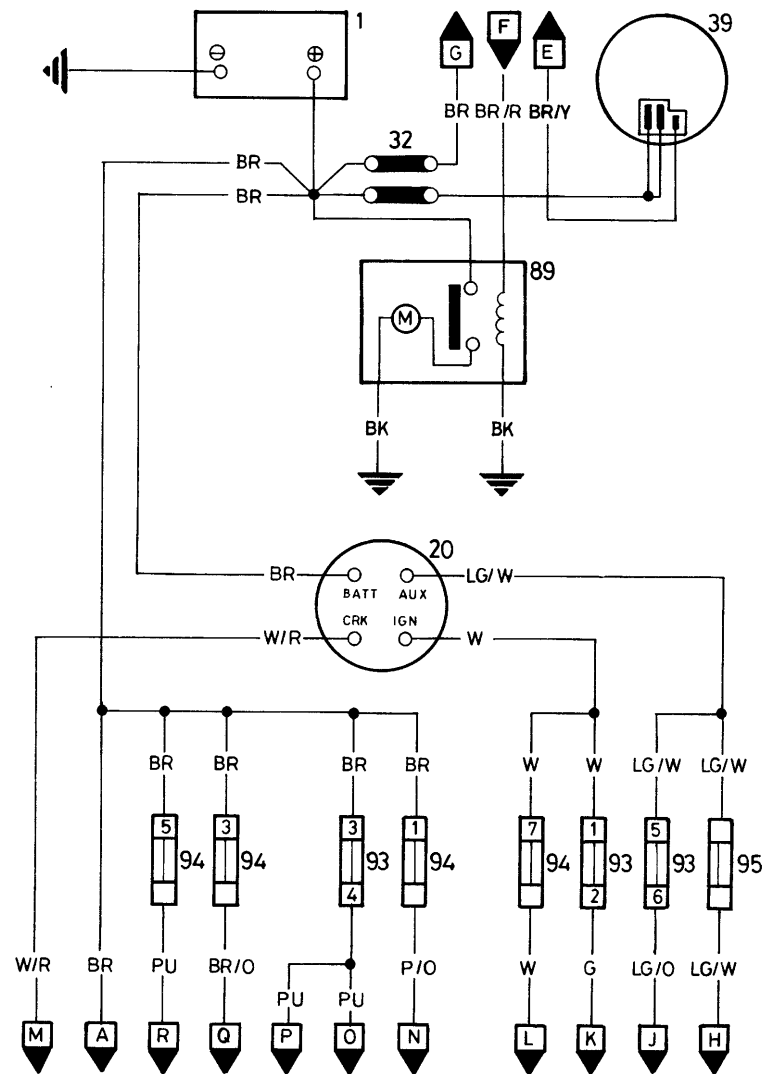 1
39
⊖ ⊕
G F E
BR BR/R BR/Y
32
BR
BR
89
M
BK BK
20
BR LG/W
BATT AUX
CRK IGN
W/R W
BR BR BR BR W W LG/W LG/W
5 3 3 1 7 1 5
94 94 93 94 94 93 93 95
4 2 6
W/R BR PU BR/O P/O W G LG/O LG/W
PU PU
M A R Q P O N L K J H